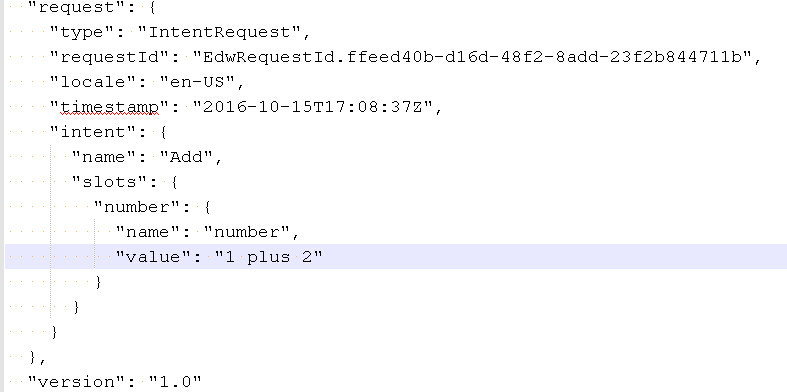 "request": {
"type": "IntentRequest",
"requestId": "EdwRequestId.ffeed40b-d16d-48f2-8add-23f2b844711b",
"locale": "en-US",
"timestamp": "2016-10-15T17:08:37Z",
"intent": {
"name": "Add",
"slots": {
"number": {
"name": "number",
"value": "1 plus 2"
}
}
}
},
"version": "1.0"